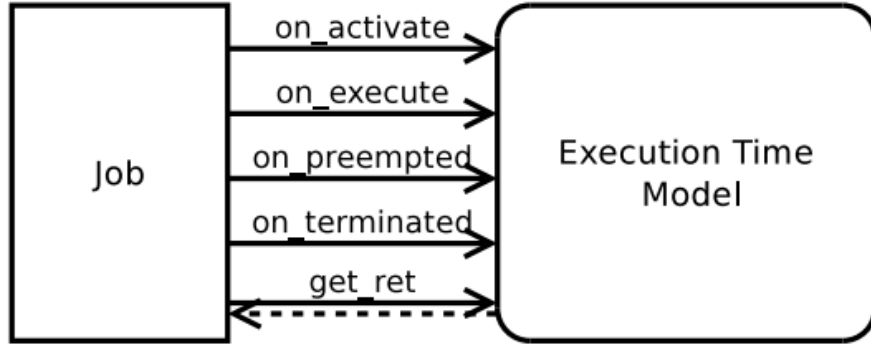 on_activate
on_execute
on_preempted
on_terminated
get_ret
Job
Execution Time
Model